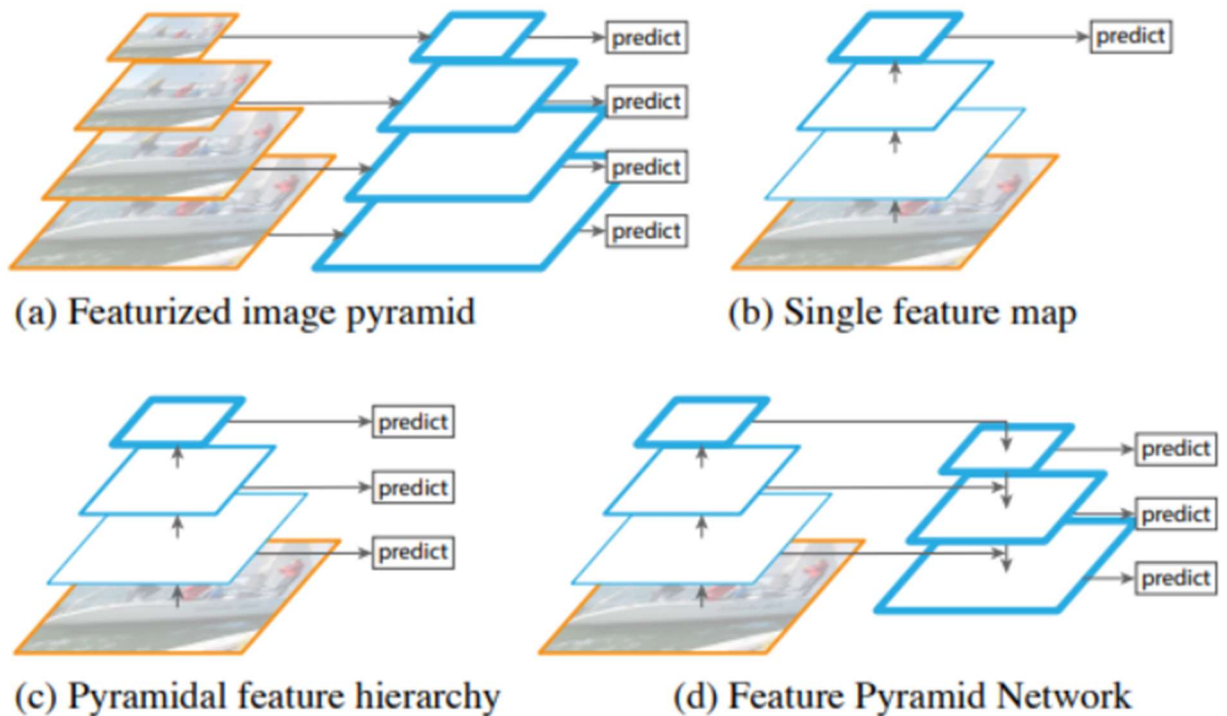 predict
predict
predict
predict
(a) Featurized image pyramid
predict
(b) Single feature map
predict
predict
predict
(c) Pyramidal feature hierarchy
predict
predict
predict
(d) Feature Pyramid Network